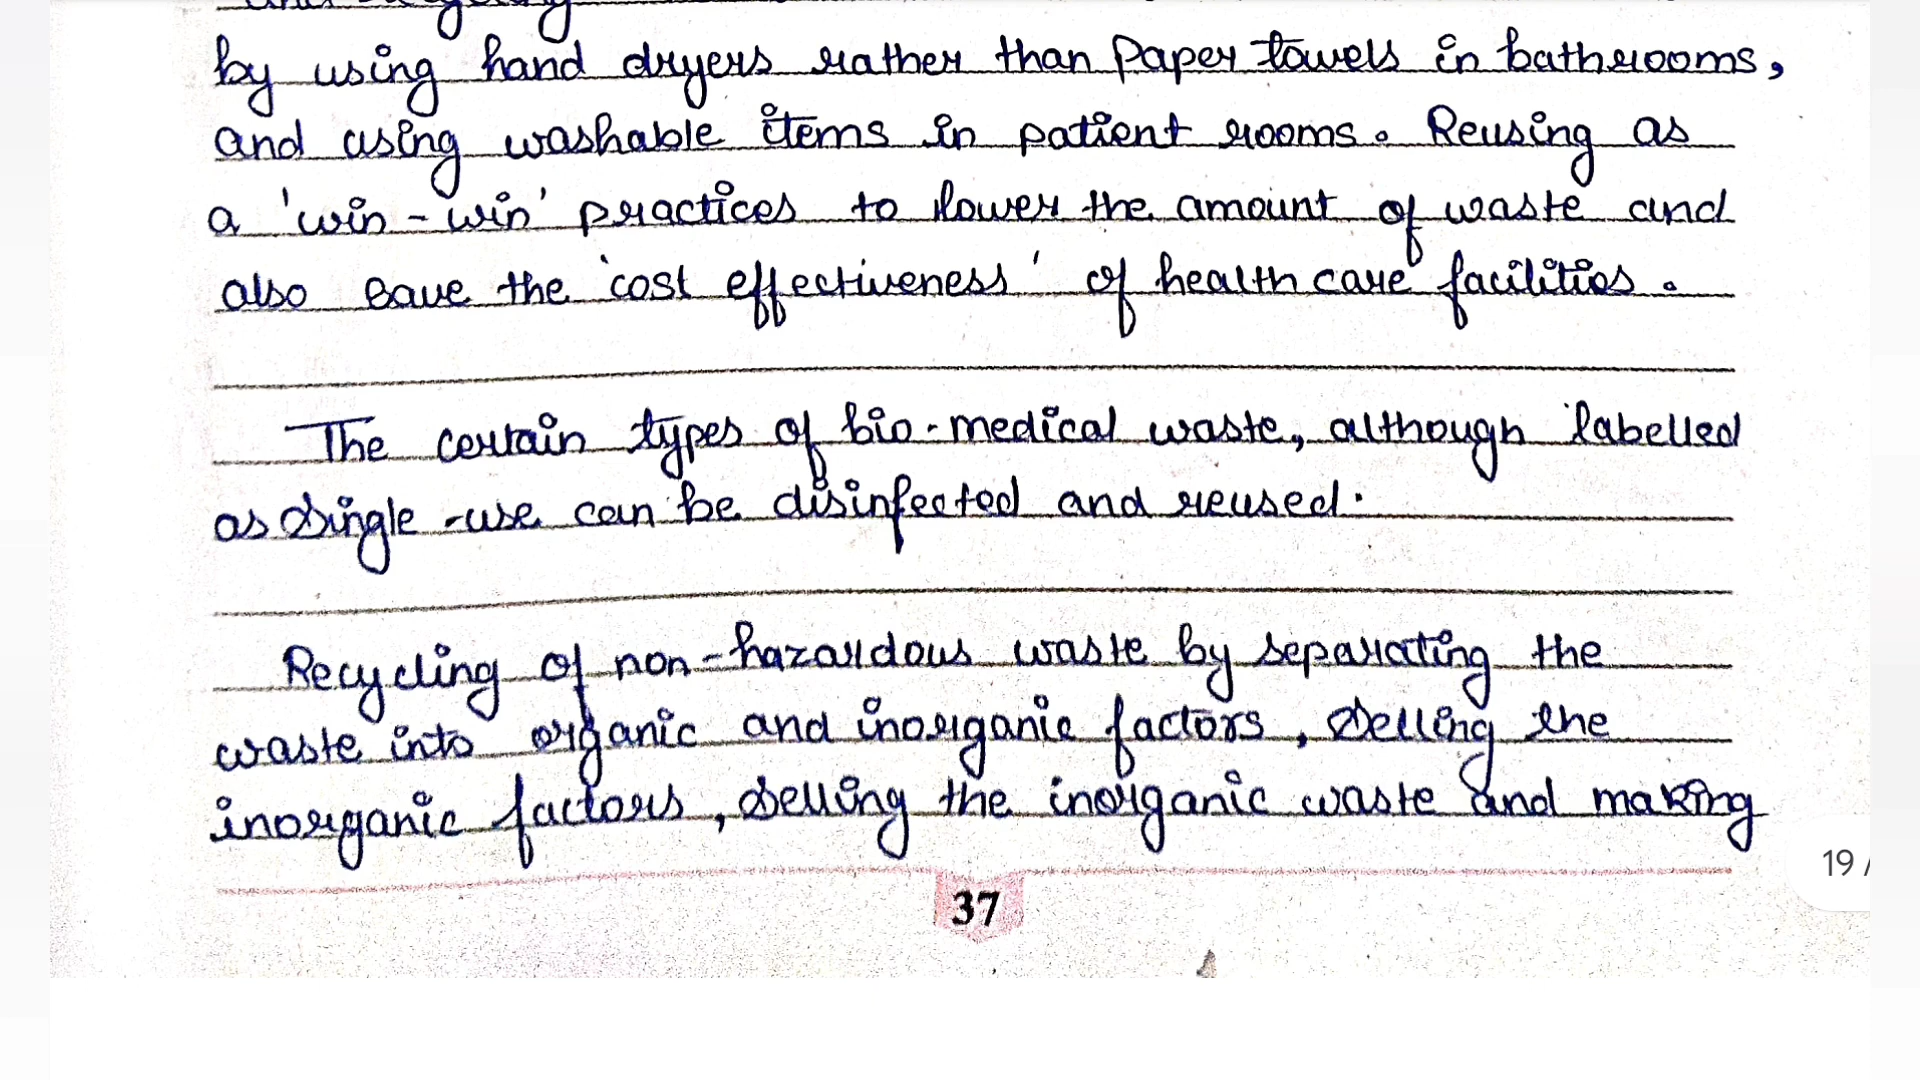 by using hand dryers rather than Paper towels in bathrooms,
and using washable items in patient rooms. Reusing as
a 'win-win' practices to lower the amount of waste and
also save the 'cost effectiveness' of health care facilities.
The certain types of bio-medical waste, although labelled
as single-use can be disinfected and reused.
Recycling of non-hazardous waste by separating the
waste into organic and inorganic factors, selling the
inorganic factors, selling the inorganic waste and making
19 /
37